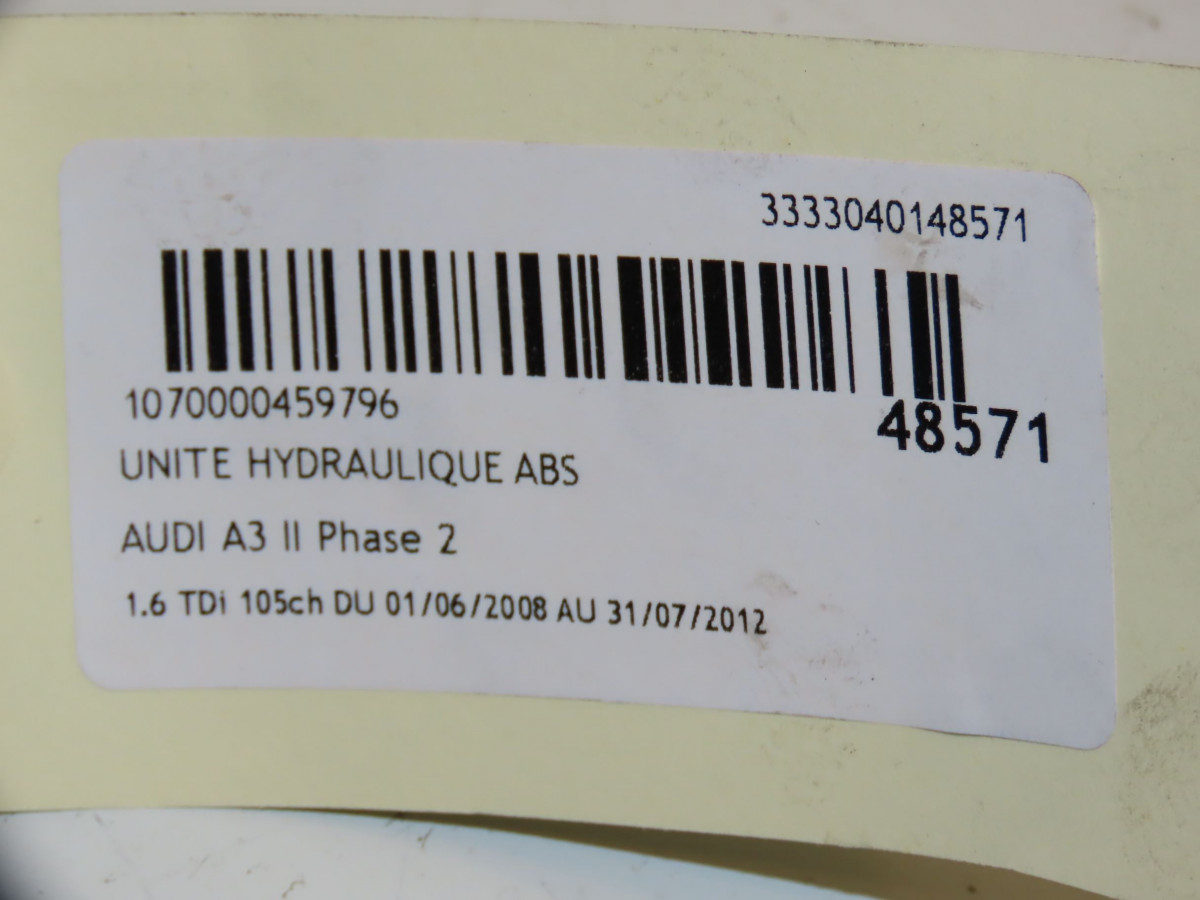 3333040148571
1070000459796
48571
UNITE HYDRAULIQUE ABS
AUDI A3 II Phase 2
1.6 TDi 105ch DU 01/06/2008 AU 31/07/2012